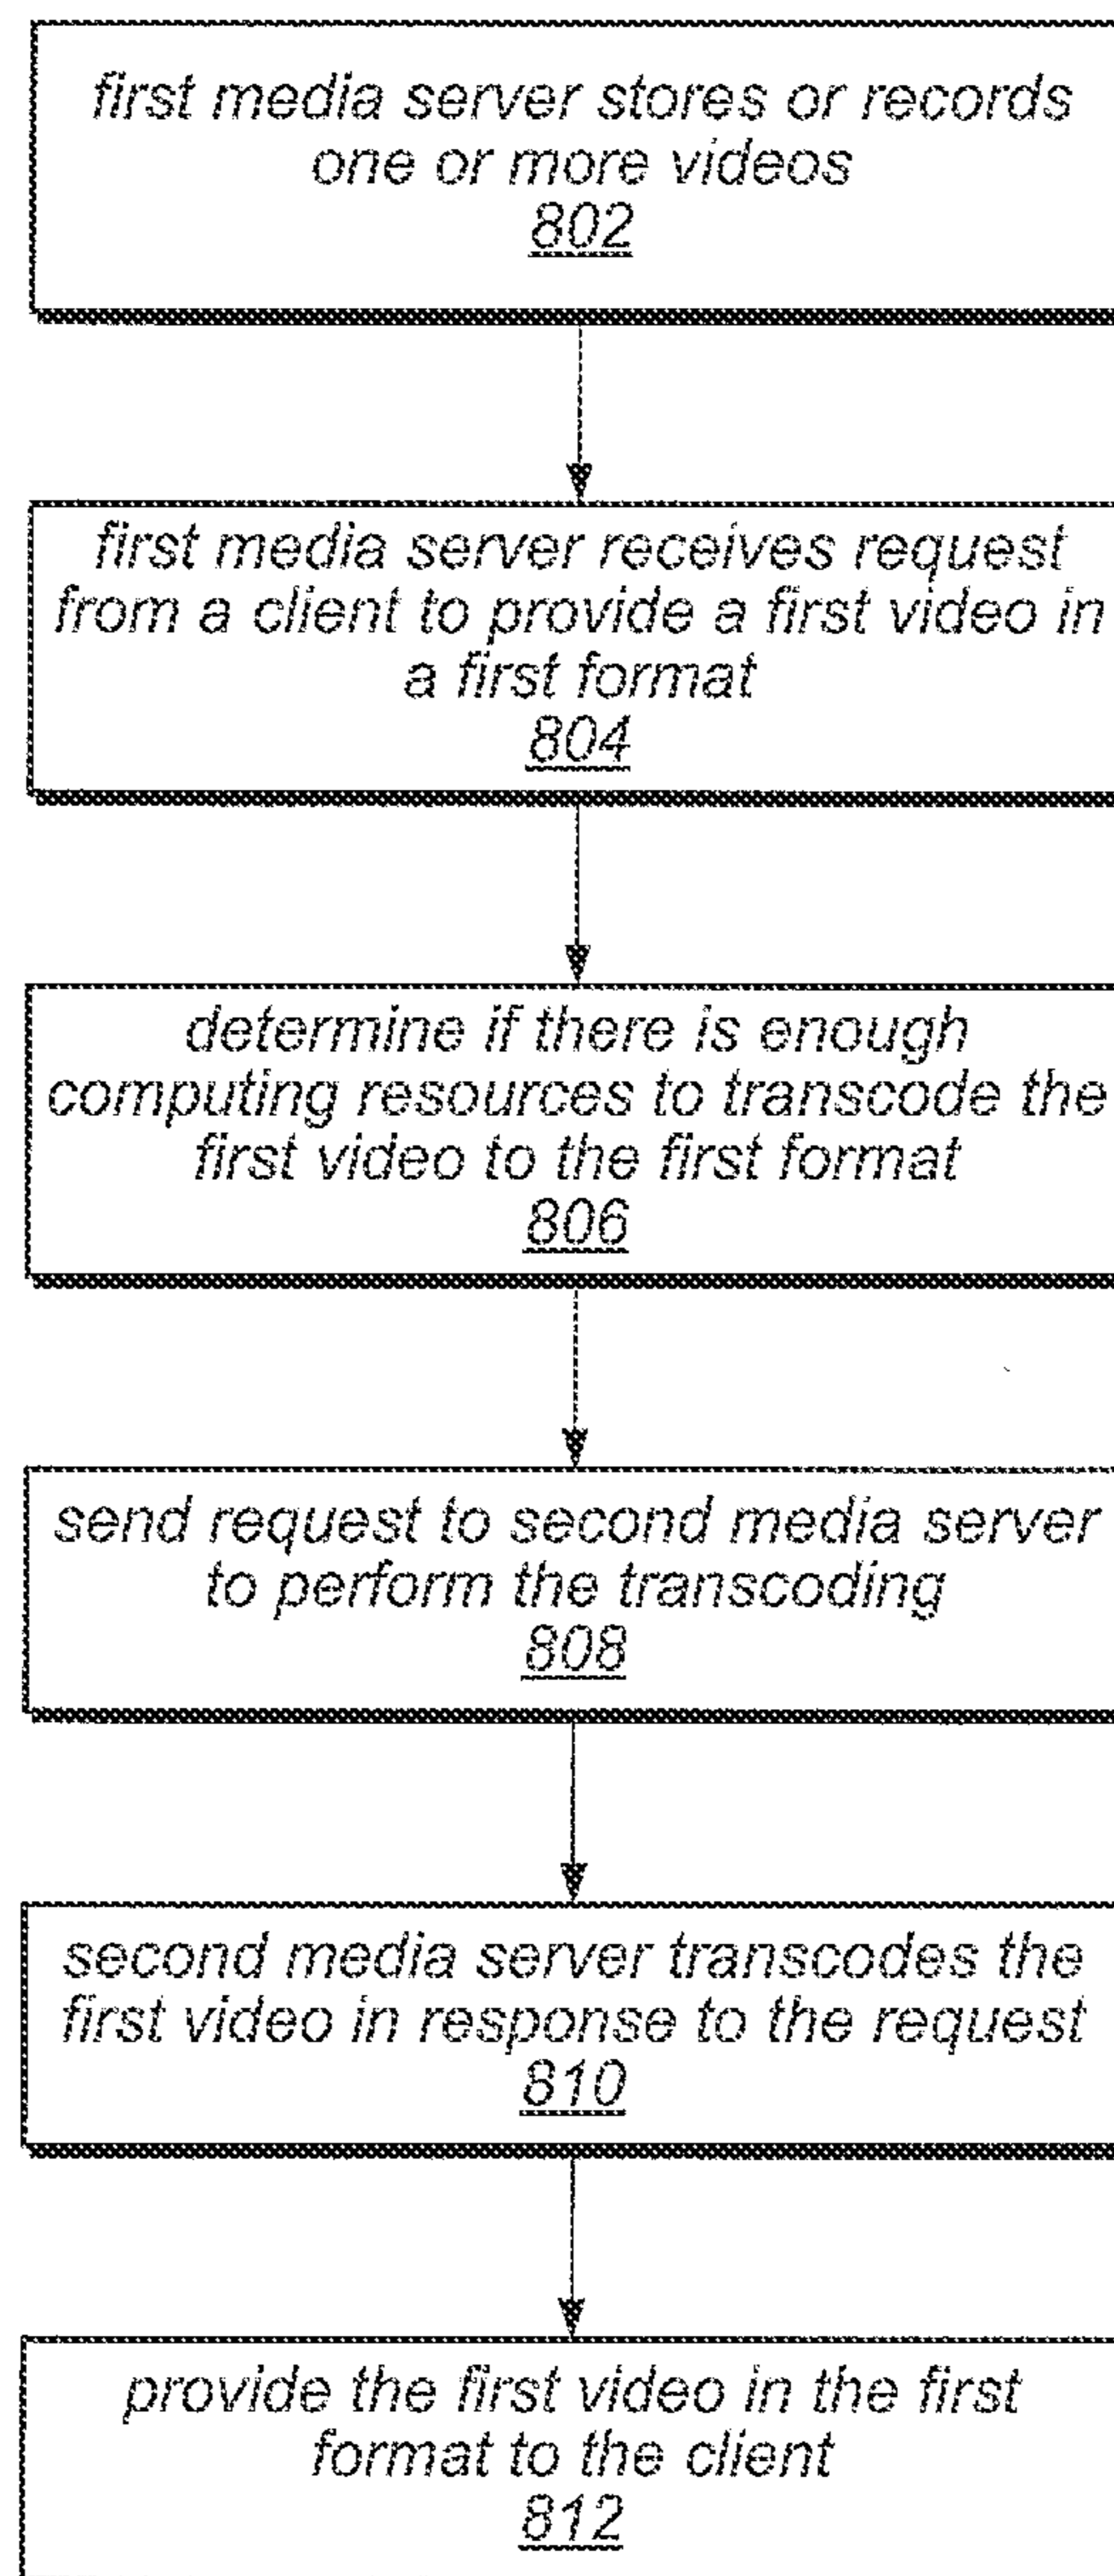 first media server stores or records
one or more videos
802
first media server receives request
from a client to provide a first video in
a first format
804
determine if there is enough
computing resources to transcode the
first video to the first format
806
send request to second media server
to perform the transcoding
808
second media server transcodes the
first video in response to the request
810
provide the first video in the first
format to the client
812